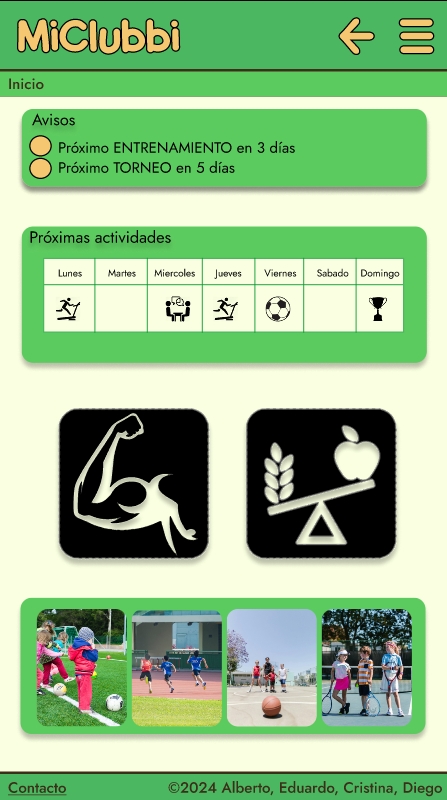 MiClubbi
Inicio
Avisos
Próximo ENTRENAMIENTO en 3 días
Próximo TORNEO en 5 días
Próximas actividades
Lunes Martes Miercoles Jueves Viernes Sabado Domingo
Contacto ©2024 Alberto, Eduardo, Cristina, Diego